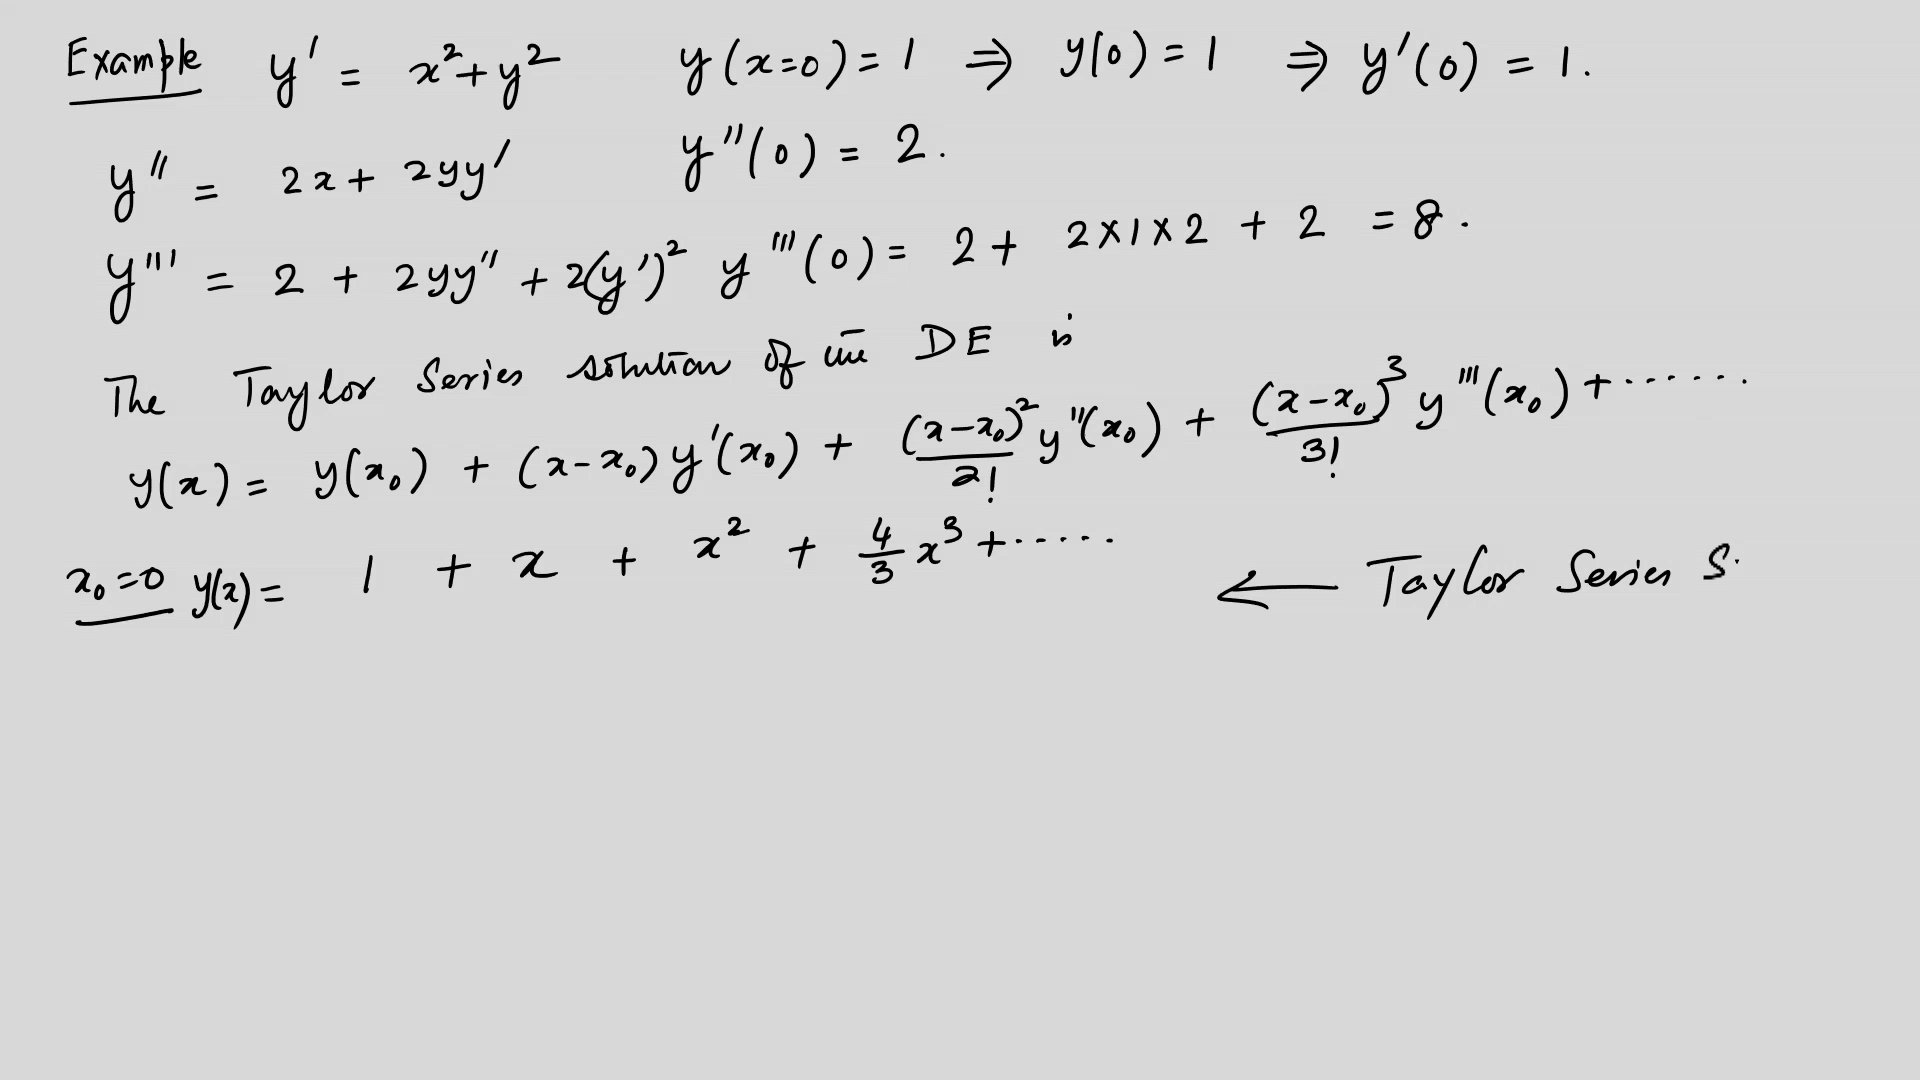 Example y' = x²+y² y(x=0)=1 ⇒ y(0)=1 ⇒ y'(0) = 1.
y'' = 2x+ 2yy' y''(0) = 2.
y''' = 2 + 2yy'' + 2(y')² y'''(0) = 2+ 2×1×2 + 2 = 8.
The Taylor Series solution of the DE is
y(x) = y(x₀) + (x-x₀) y'(x₀) + (x-x₀)²/2! y''(x₀) + (x-x₀)³/3! y'''(x₀) + .......
x₀=0 y(x) = 1 + x + x² + 4/3 x³ + ..... ← Taylor Series S.